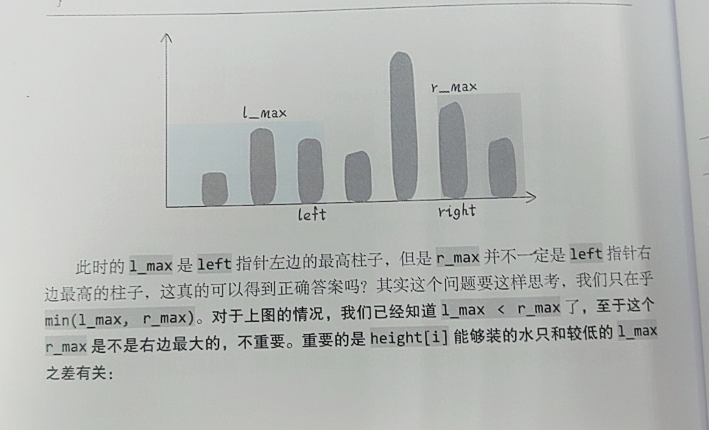 l_max
r_max
left
right
此时的 l_max 是 left 指针左边的最高柱子，但是 r_max 并不一定是 left 指针右
边最高的柱子，这真的可以得到正确答案吗？其实这个问题要这样思考，我们只在乎
min(l_max, r_max)。对于上图的情况，我们已经知道 l_max < r_max 了，至于这个
r_max 是不是右边最大的，不重要。重要的是 height[i] 能够装的水只和较低的 l_max
之差有关：